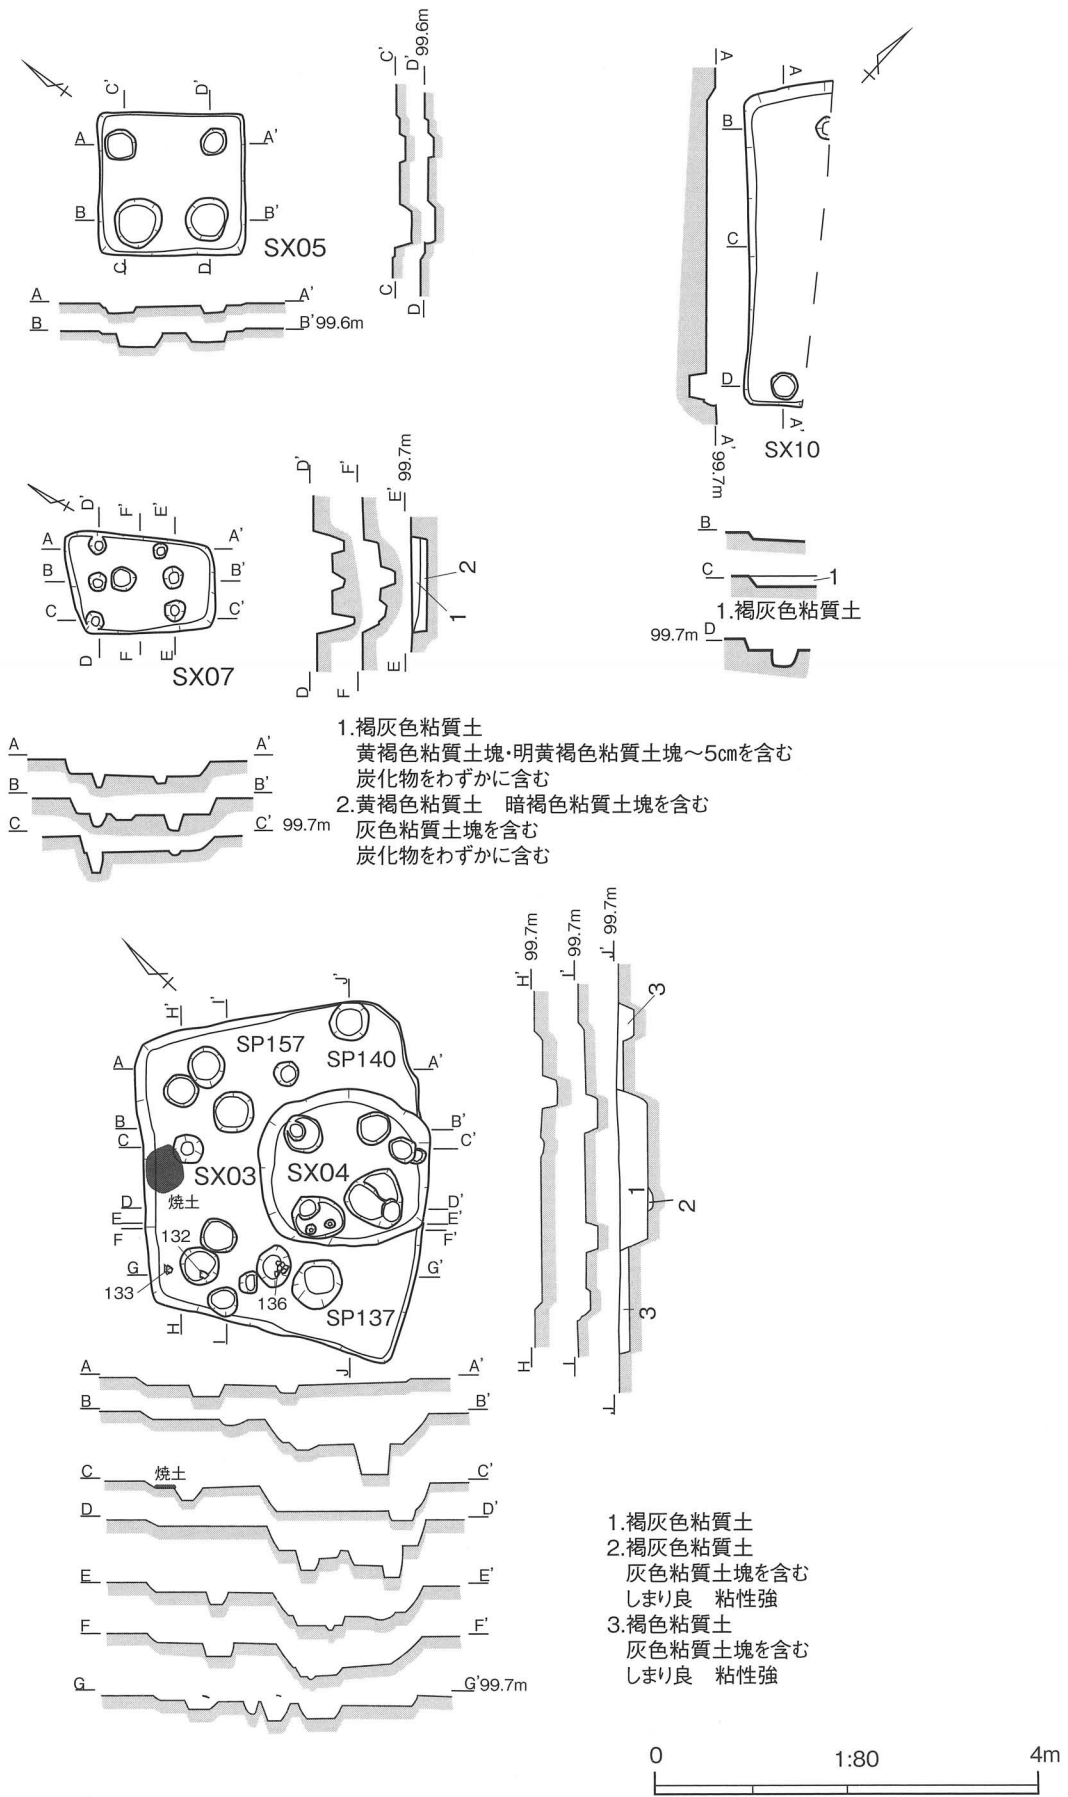 C'
D'
A
A'
B
B'
SX05
C
D
A
A'
B
B' 99.6m
C'
D' 99.6m
C
D
A
A
B
C
D
A'
A'
99.7m
SX10
B
C
1
1.褐灰色粘質土
99.7m D
D'
F'
E'
A
A'
B
B'
C
C'
D
F
E
SX07
D'
F'
E'
99.7m
2
1
D
F
E
A
A'
B
B'
C
C' 99.7m
1.褐灰色粘質土
黄褐色粘質土塊・明黄褐色粘質土塊～5㎝を含む
炭化物をわずかに含む
2.黄褐色粘質土　暗褐色粘質土塊を含む
灰色粘質土塊を含む
炭化物をわずかに含む
H'
I'
J'
SP157
SP140
A
A'
B
B'
C
C'
SX03
SX04
焼土
D
D'
E
E'
F
F'
132
G
G'
133
136
SP137
H
I
J
H' 99.7m
I' 99.7m
J' 99.7m
3
1
2
3
H
I
J
A
A'
B
B'
C
焼土
C'
D
D'
E
E'
F
F'
G
G' 99.7m
1.褐灰色粘質土
2.褐灰色粘質土
灰色粘質土塊を含む
しまり良　粘性強
3.褐色粘質土
灰色粘質土塊を含む
しまり良　粘性強
0
1:80
4m